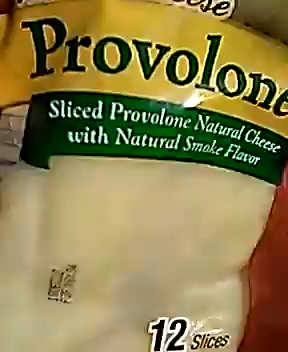 Provolone
Sliced Provolone Natural Cheese
with Natural Smoke Flavor
12 Slices